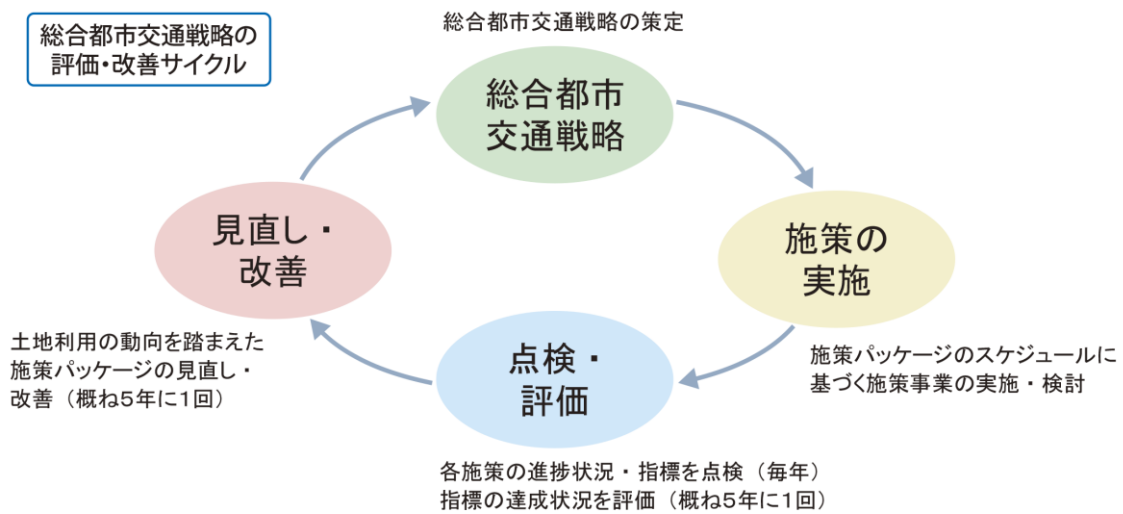 総合都市交通戦略の
評価・改善サイクル
総合都市交通戦略の策定
総合都市
交通戦略
施策の
実施
施策パッケージのスケジュールに
基づく施策事業の実施・検討
点検・
評価
各施策の進捗状況・指標を点検（毎年）
指標の達成状況を評価（概ね5年に1回）
見直し・
改善
土地利用の動向を踏まえた
施策パッケージの見直し・
改善（概ね5年に1回）